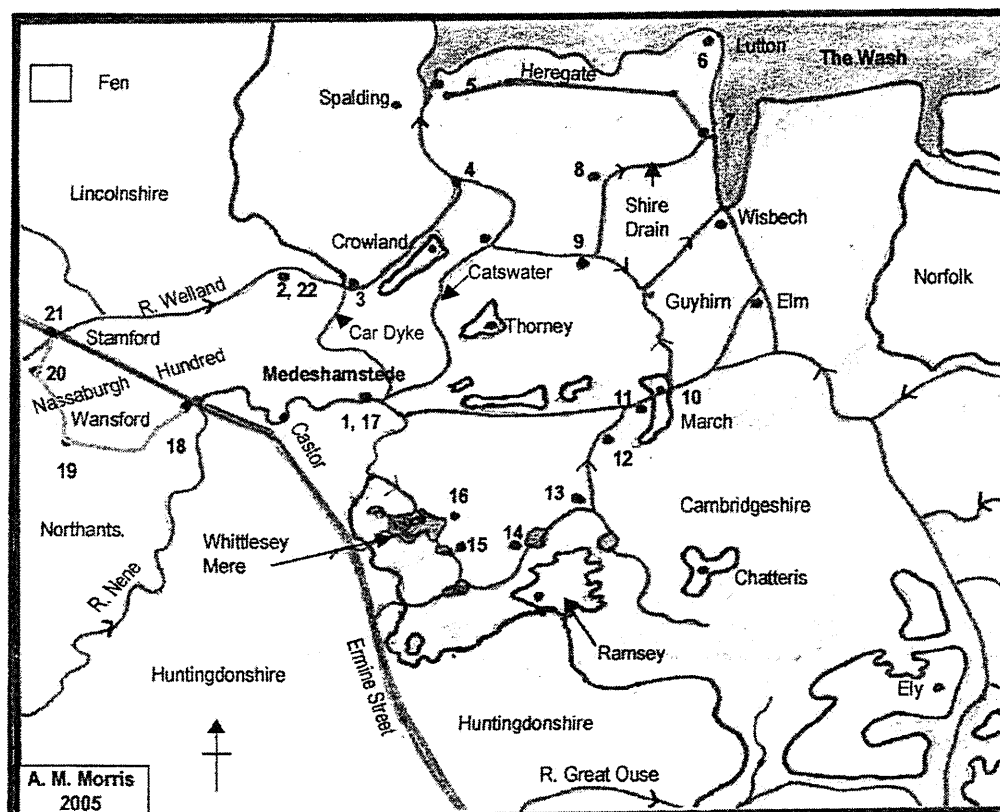 Fen
Lutton
The Wash
6
Heregate
5
Spalding
7
Lincolnshire
4
8
Shire
Drain
Wisbech
Crowland
9
Catswater
Norfolk
R. Welland
2, 22
3
Guyhirn
Elm
21
Car Dyke
Thorney
Stamford
Nassaburgh Hundred
20
Medeshamstede
Wansford
1, 17
11
10
March
18
Castor
12
19
16
13
Cambridgeshire
Northants.
Whittlesey
Mere
15
14
Chatteris
R. Nene
Ramsey
Ermine Street
Huntingdonshire
Ely
Huntingdonshire
A. M. Morris
2005
R. Great Ouse